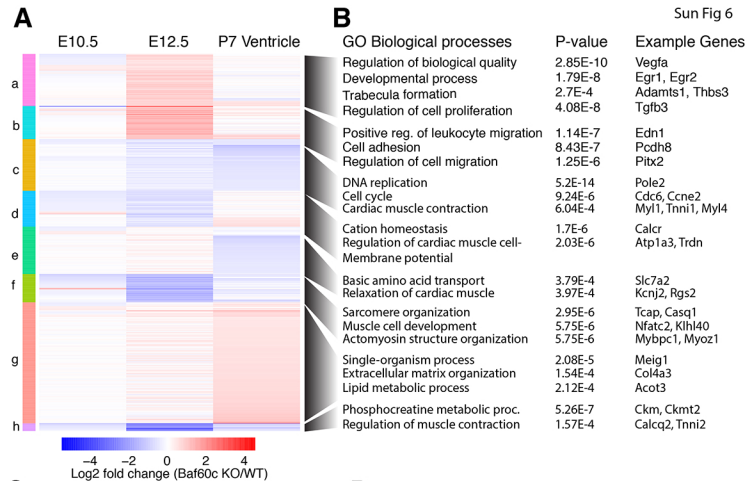 Sun Fig 6
A
B
E10.5 E12.5 P7 Ventricle
GO Biological processes P-value Example Genes
a
b
c
d
e
f
g
h
Regulation of biological quality 2.85E-10 Vegfa
Developmental process 1.79E-8 Egr1, Egr2
Trabecula formation 2.7E-4 Adamts1, Thbs3
Regulation of cell proliferation 4.08E-8 Tgfb3
Positive reg. of leukocyte migration 1.14E-7 Edn1
Cell adhesion 8.43E-7 Pcdh8
Regulation of cell migration 1.25E-6 Pitx2
DNA replication 5.2E-14 Pole2
Cell cycle 9.24E-6 Cdc6, Ccne2
Cardiac muscle contraction 6.04E-4 Myl1, Tnni1, Myl4
Cation homeostasis 1.7E-6 Calcr
Regulation of cardiac muscle cell- 2.03E-6 Atp1a3, Trdn
Membrane potential
Basic amino acid transport 3.79E-4 Slc7a2
Relaxation of cardiac muscle 3.97E-4 Kcnj2, Rgs2
Sarcomere organization 2.95E-6 Tcap, Casq1
Muscle cell development 5.75E-6 Nfatc2, Klhl40
Actomyosin structure organization 5.75E-6 Mybpc1, Myoz1
Single-organism process 2.08E-5 Meig1
Extracellular matrix organization 1.54E-4 Col4a3
Lipid metabolic process 2.12E-4 Acot3
Phosphocreatine metabolic proc. 5.26E-7 Ckm, Ckmt2
Regulation of muscle contraction 1.57E-4 Calcq2, Tnni2
−4 −2 0 2 4
Log2 fold change (Baf60c KO/WT)